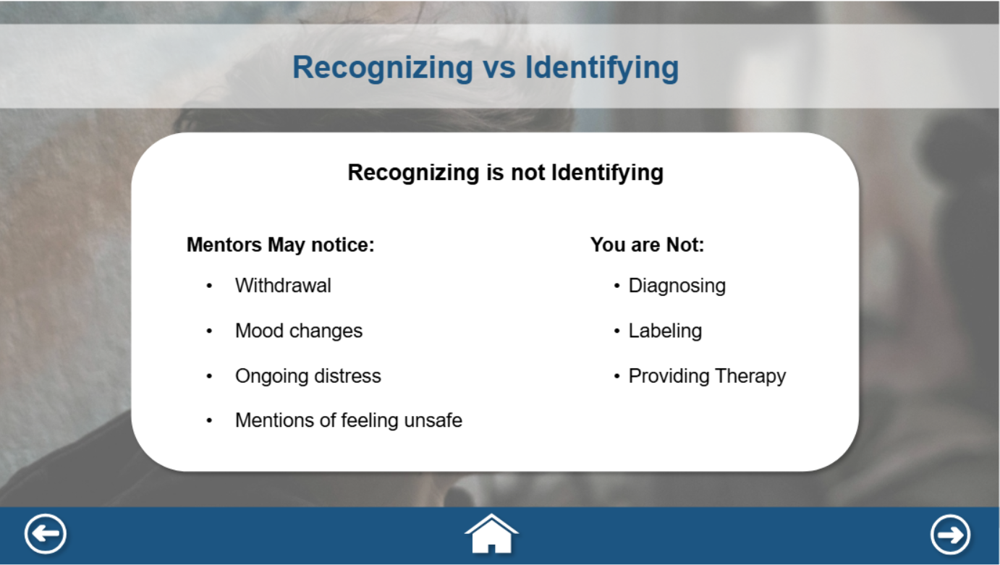 Recognizing vs Identifying
Recognizing is not Identifying
Mentors May notice:
• Withdrawal
• Mood changes
• Ongoing distress
• Mentions of feeling unsafe
You are Not:
• Diagnosing
• Labeling
• Providing Therapy